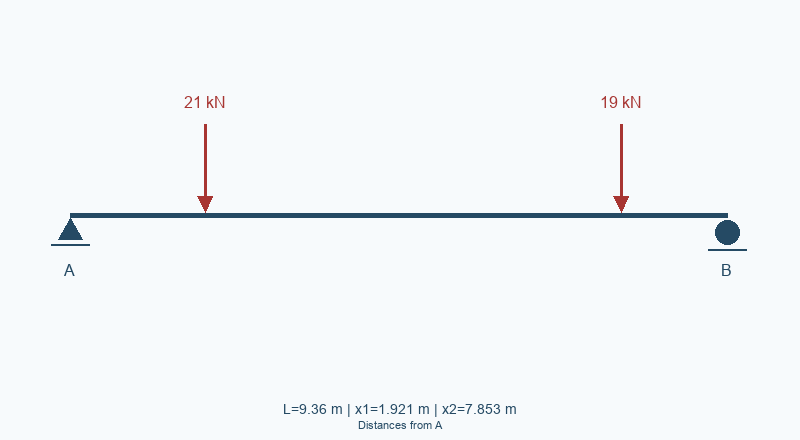 21 kN
19 kN
A
B
L=9.36 m | x1=1.921 m | x2=7.853 m
Distances from A